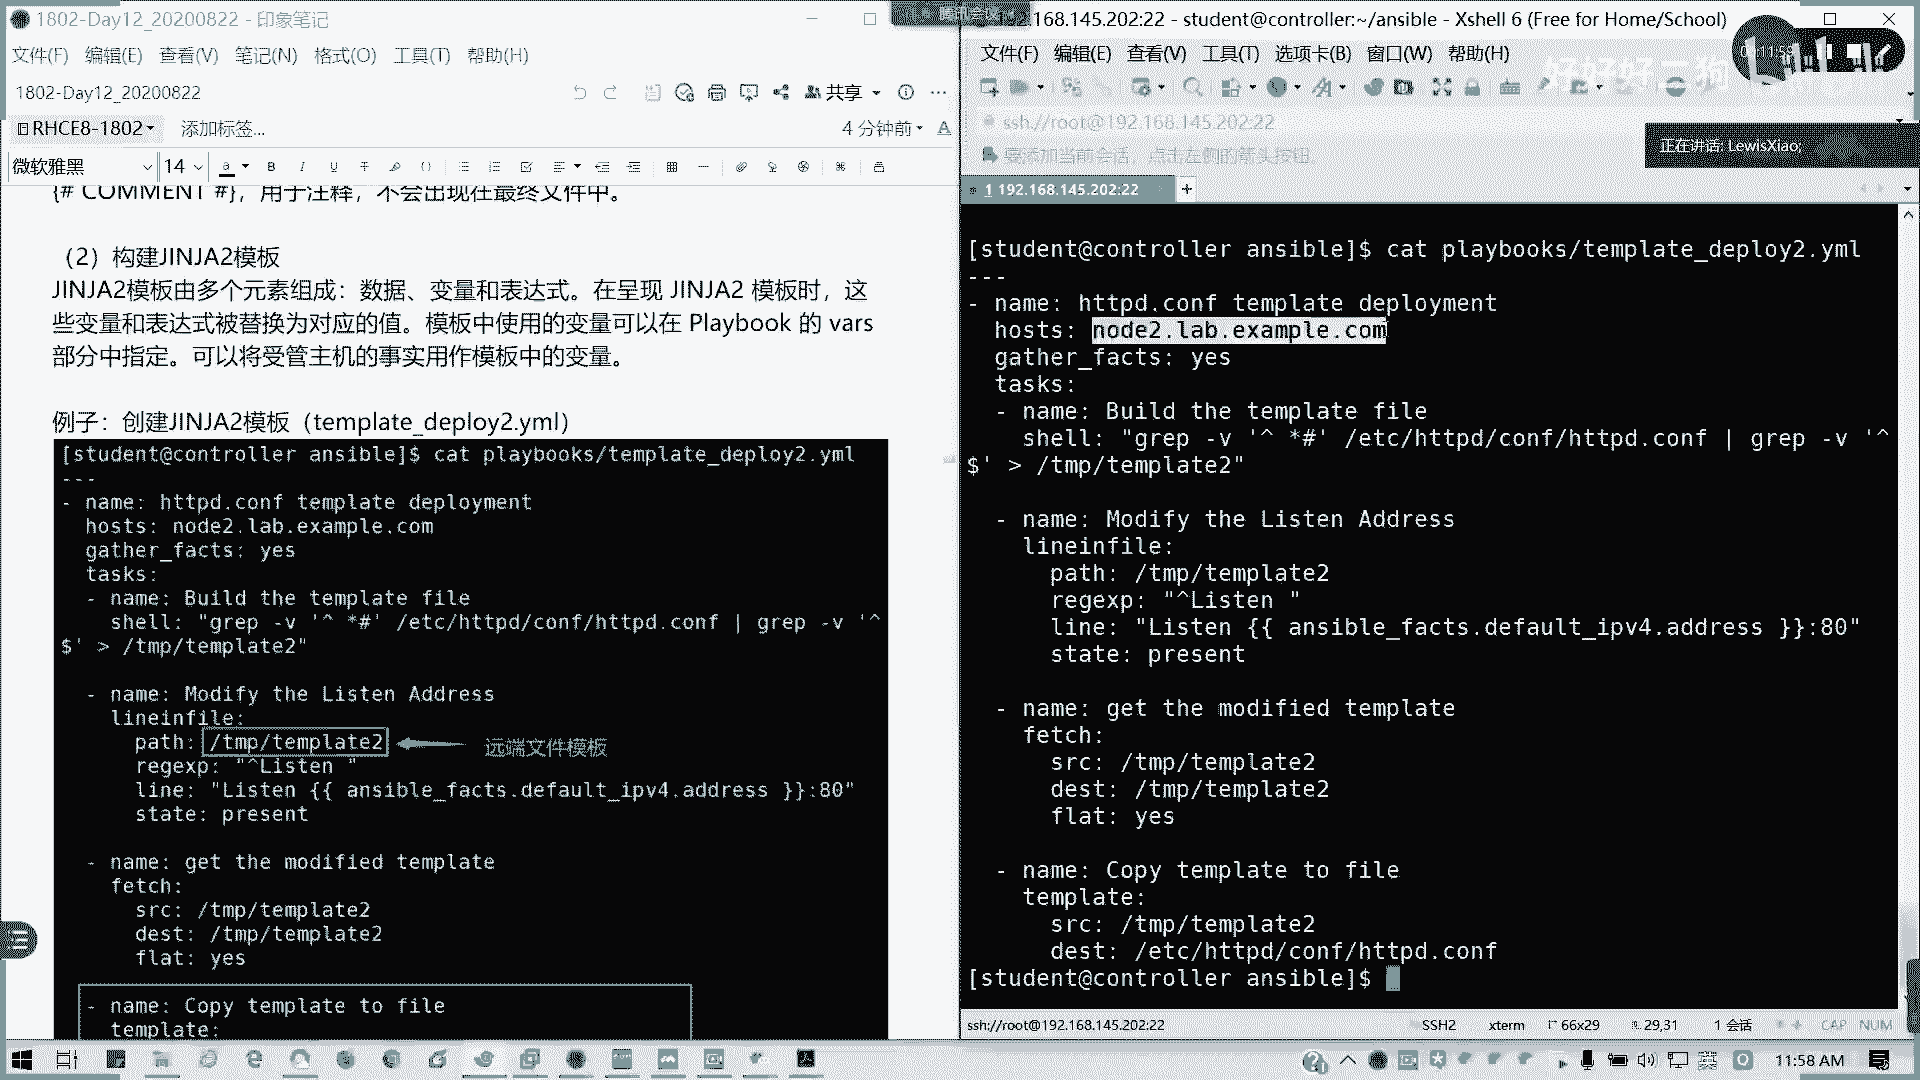 1802-Day12_20200822 - 印象笔记
文件(F) 编辑(E) 查看(V) 笔记(N) 格式(O) 工具(T) 帮助(H)
1802-Day12_20200822
共享
RHCE8-1802
添加标签...
4 分钟前
微软雅黑 14
{# COMMENT #}，用于注释，不会出现在最终文件中。
（2）构建JINJA2模板
JINJA2模板由多个元素组成：数据、变量和表达式。在呈现 JINJA2 模板时，这
些变量和表达式被替换为对应的值。模板中使用的变量可以在 Playbook 的 vars
部分中指定。可以将受管主机的事实用作模板中的变量。
例子：创建JINJA2模板（template_deploy2.yml）
[student@controller ansible]$ cat playbooks/template_deploy2.yml
---
- name: httpd.conf template deployment
hosts: node2.lab.example.com
gather_facts: yes
tasks:
- name: Build the template file
shell: "grep -v '^ *#' /etc/httpd/conf/httpd.conf | grep -v '^
$' > /tmp/template2"
- name: Modify the Listen Address
lineinfile:
path: /tmp/template2
远端文件模板
regexp: "^Listen "
line: "Listen {{ ansible_facts.default_ipv4.address }}:80"
state: present
- name: get the modified template
fetch:
src: /tmp/template2
dest: /tmp/template2
flat: yes
- name: Copy template to file
template:
腾讯会议
.168.145.202:22 - student@controller:~/ansible - Xshell 6 (Free for Home/School)
文件(F) 编辑(E) 查看(V) 工具(T) 选项卡(B) 窗口(W) 帮助(H)
好好好二狗
ssh://root@192.168.145.202:22
要添加当前会话，点击左侧的箭头按钮
正在讲话: LewisXiao;
1 192.168.145.202:22
[student@controller ansible]$ cat playbooks/template_deploy2.yml
---
- name: httpd.conf template deployment
hosts: node2.lab.example.com
gather_facts: yes
tasks:
- name: Build the template file
shell: "grep -v '^ *#' /etc/httpd/conf/httpd.conf | grep -v '^
$' > /tmp/template2"
- name: Modify the Listen Address
lineinfile:
path: /tmp/template2
regexp: "^Listen "
line: "Listen {{ ansible_facts.default_ipv4.address }}:80"
state: present
- name: get the modified template
fetch:
src: /tmp/template2
dest: /tmp/template2
flat: yes
- name: Copy template to file
template:
src: /tmp/template2
dest: /etc/httpd/conf/httpd.conf
[student@controller ansible]$
ssh://root@192.168.145.202:22
SSH2 xterm 66x29 29,31 1 会话 CAP NUM
11:58 AM